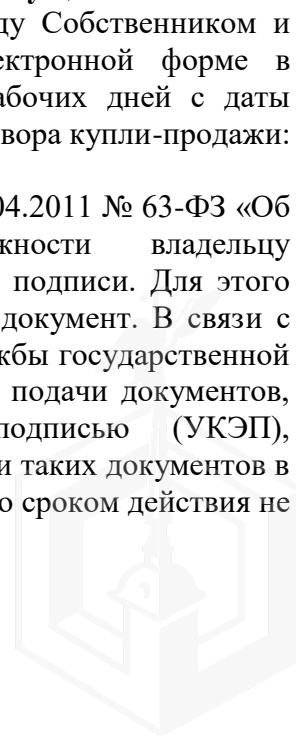 ду Собственником и
ектронной форме в
абочих дней с даты
вора купли-продажи:
04.2011 № 63-ФЗ «Об
жности владельцу
подписи. Для этого
документ. В связи с
жбы государственной
подачи документов,
подписью (УКЭП),
и таких документов в
о сроком действия не